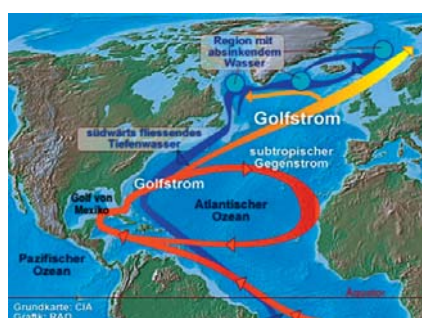 Region mit
absinkendem
Wasser
Golfstrom
südwärts fliessendes
Tiefenwasser
subtropischer
Gegenstrom
Golfstrom
Golf von
Mexiko
Atlantischer
Ozean
Pazifischer
Ozean
Äquator
Grundkarte: CIA
Grafik: RAO